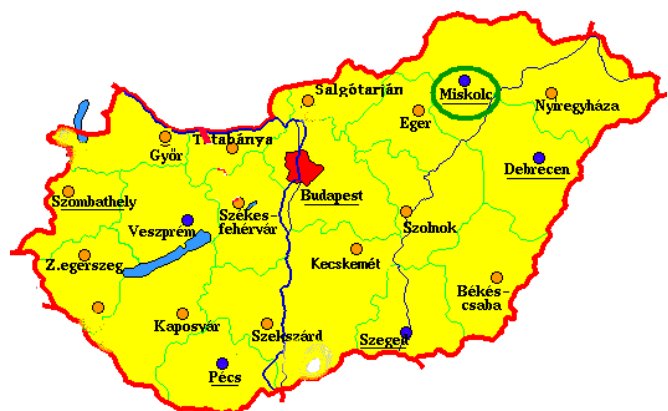 Salgótarján
Miskolc
Nyíregyháza
Eger
Tatabánya
Győr
Debrecen
Budapest
Szombathely
Székes-
fehérvár
Veszprém
Szolnok
Z.egerszeg
Kecskemét
Békés-
csaba
Kaposvár
Szekszárd
Szeged
Pécs